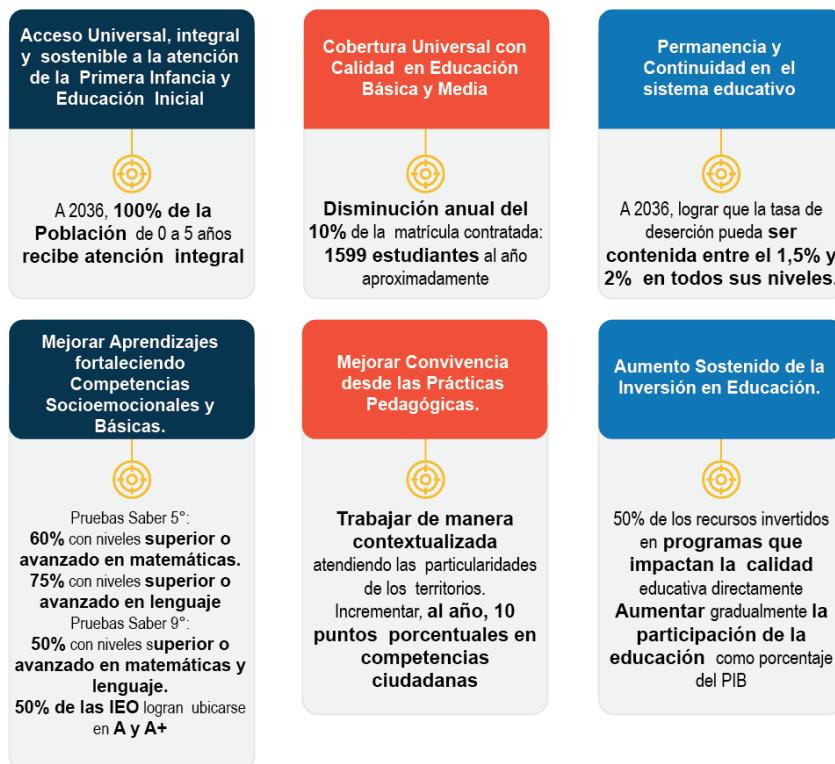 Acceso Universal, integral
y sostenible a la atención
de la Primera Infancia y
Educación Inicial
A 2036, 100% de la
Población de 0 a 5 años
recibe atención integral
Cobertura Universal con
Calidad en Educación
Básica y Media
Disminución anual del
10% de la matrícula contratada:
1599 estudiantes al año
aproximadamente
Permanencia y
Continuidad en el
sistema educativo
A 2036, lograr que la tasa de
deserción pueda ser
contenida entre el 1,5% y
2% en todos sus niveles.
Mejorar Aprendizajes
fortaleciendo
Competencias
Socioemocionales y
Básicas.
Pruebas Saber 5°:
60% con niveles superior o
avanzado en matemáticas.
75% con niveles superior o
avanzado en lenguaje
Pruebas Saber 9°:
50% con niveles superior o
avanzado en matemáticas y
lenguaje.
50% de las IEO logran ubicarse
en A y A+
Mejorar Convivencia
desde las Prácticas
Pedagógicas.
Trabajar de manera
contextualizada
atendiendo las particularidades
de los territorios.
Incrementar, al año, 10
puntos porcentuales en
competencias
ciudadanas
Aumento Sostenido de la
Inversión en Educación.
50% de los recursos invertidos
en programas que
impactan la calidad
educativa directamente
Aumentar gradualmente la
participación de la
educación como porcentaje
del PIB